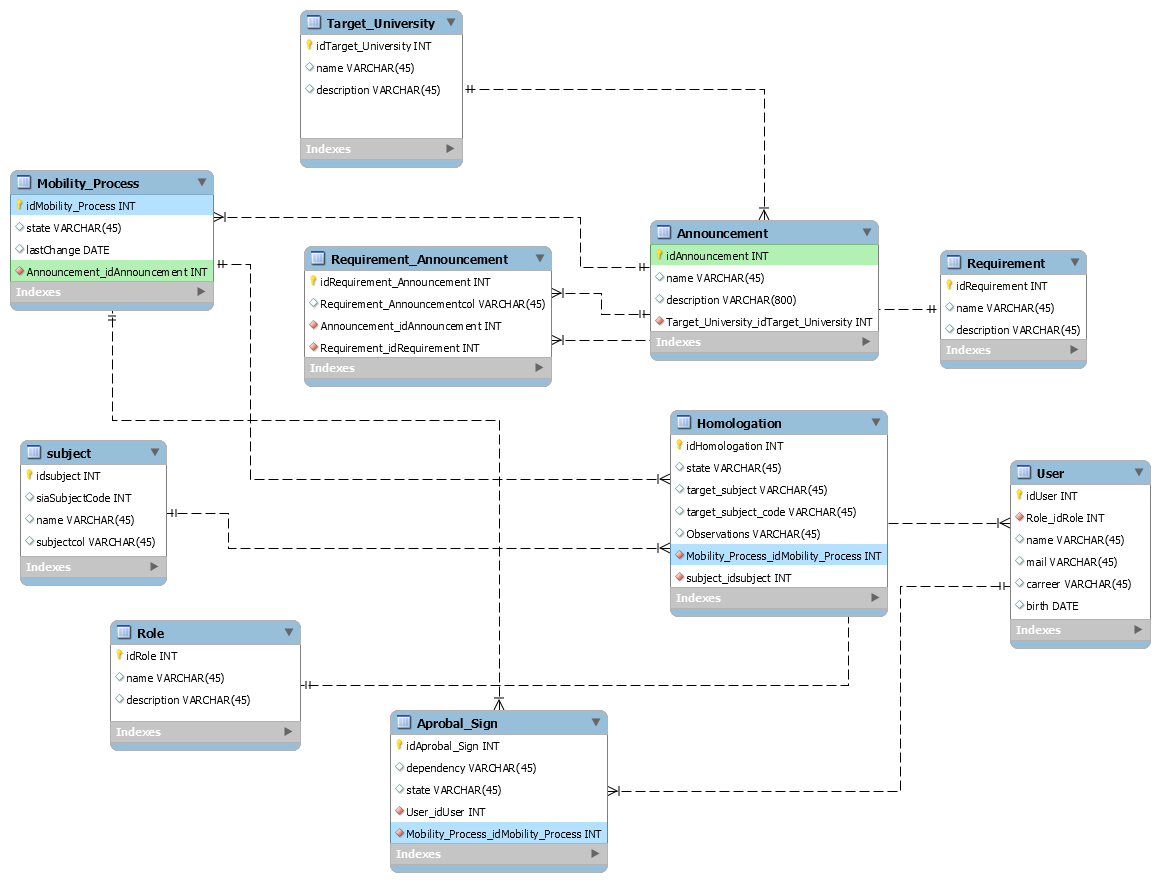 Target_University
idTarget_University INT
name VARCHAR(45)
description VARCHAR(45)
Indexes
Mobility_Process
idMobility_Process INT
state VARCHAR(45)
lastChange DATE
Announcement_idAnnouncement INT
Indexes
Requirement_Announcement
idRequirement_Announcement INT
Requirement_Announcementcol VARCHAR(45)
Announcement_idAnnouncement INT
Requirement_idRequirement INT
Indexes
Announcement
idAnnouncement INT
name VARCHAR(45)
description VARCHAR(800)
Target_University_idTarget_University INT
Indexes
Requirement
idRequirement INT
name VARCHAR(45)
description VARCHAR(45)
Indexes
subject
idsubject INT
siaSubjectCode INT
name VARCHAR(45)
subjectcol VARCHAR(45)
Indexes
Homologation
idHomologation INT
state VARCHAR(45)
target_subject VARCHAR(45)
target_subject_code VARCHAR(45)
Observations VARCHAR(45)
Mobility_Process_idMobility_Process INT
subject_idsubject INT
Indexes
User
idUser INT
Role_idRole INT
name VARCHAR(45)
mail VARCHAR(45)
carreer VARCHAR(45)
birth DATE
Indexes
Role
idRole INT
name VARCHAR(45)
description VARCHAR(45)
Indexes
Aprobal_Sign
idAprobal_Sign INT
dependency VARCHAR(45)
state VARCHAR(45)
User_idUser INT
Mobility_Process_idMobility_Process INT
Indexes